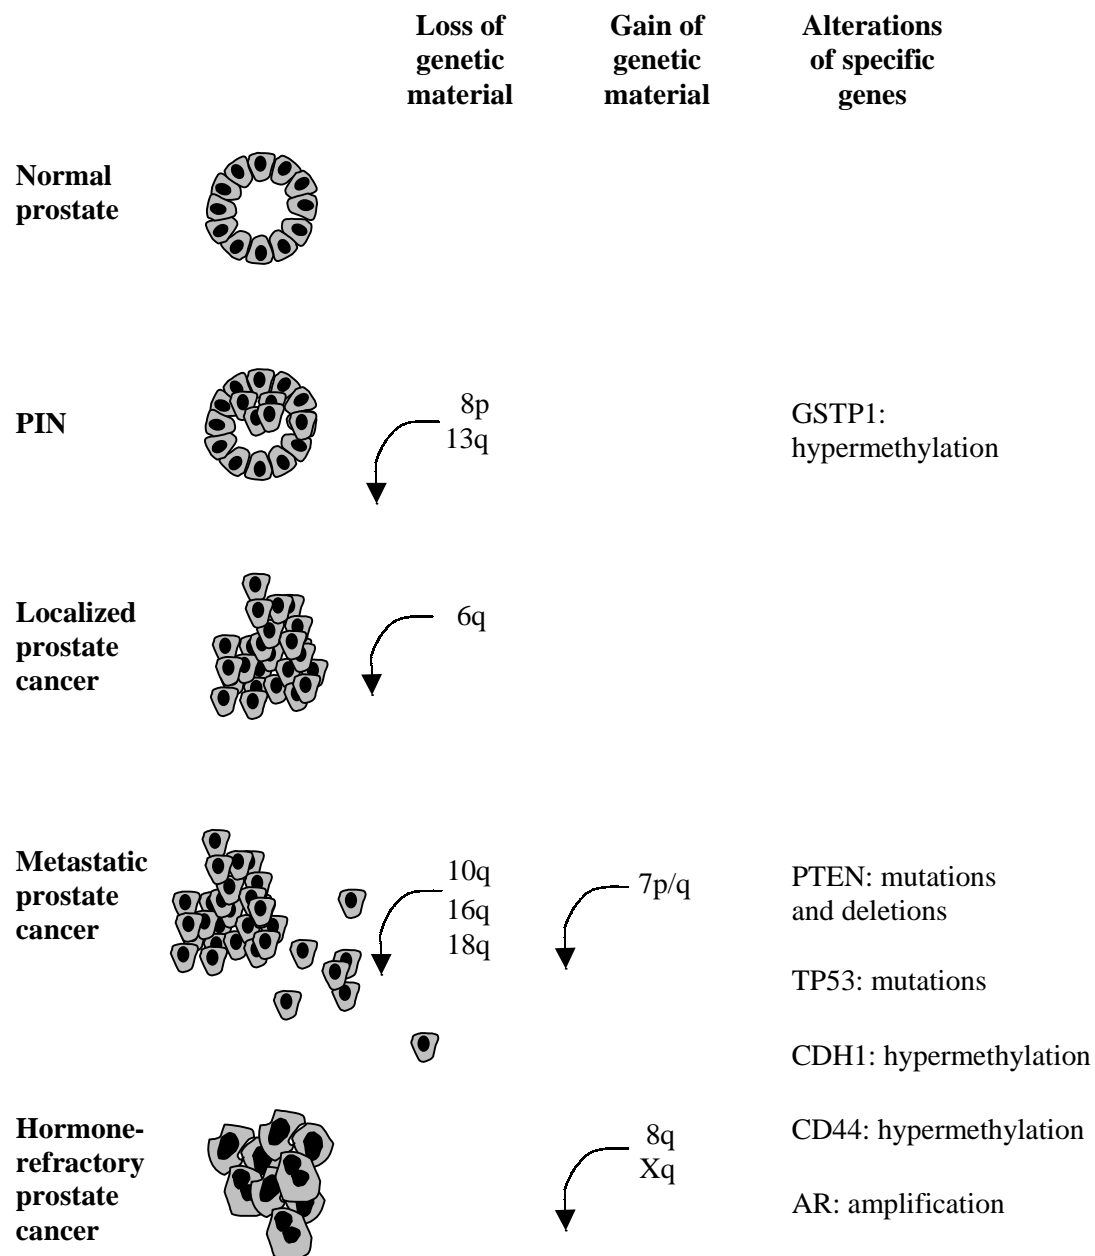 Loss of
genetic
material
Gain of
genetic
material
Alterations
of specific
genes
Normal
prostate
PIN
8p
13q
GSTP1:
hypermethylation
Localized
prostate
cancer
6q
Metastatic
prostate
cancer
10q
16q
18q
7p/q
PTEN: mutations
and deletions
TP53: mutations
CDH1: hypermethylation
Hormone-
refractory
prostate
cancer
8q
Xq
CD44: hypermethylation
AR: amplification